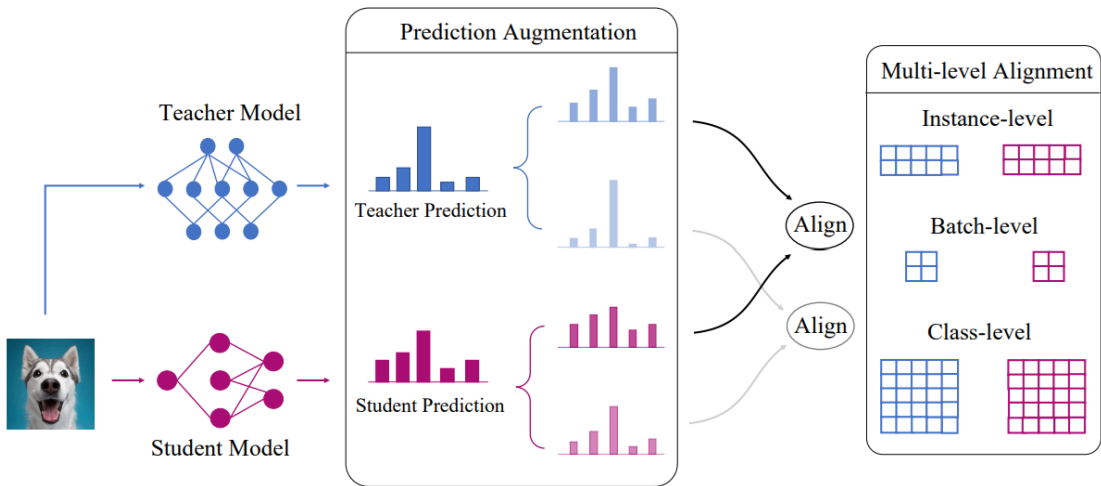 Prediction Augmentation
Teacher Model
Teacher Prediction
Student Prediction
Student Model
Align
Align
Multi-level Alignment
Instance-level
Batch-level
Class-level